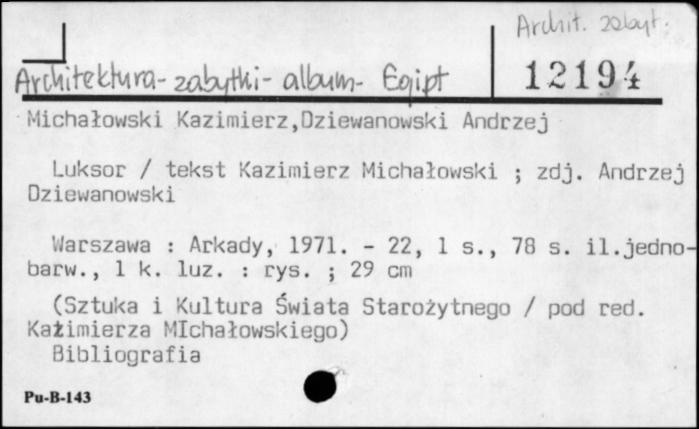 Archit. zabyt.
Architektura - zabytki - album - Egipt
12194
Michałowski Kazimierz,Dziewanowski Andrzej
Luksor / tekst Kazimierz Michałowski ; zdj. Andrzej
Dziewanowski
Warszawa : Arkady, 1971. - 22, 1 s., 78 s. il.jedno-
barw., 1 k. luz. : rys. ; 29 cm
(Sztuka i Kultura Świata Starożytnego / pod red.
Kazimierza MIchałowskiego)
Bibliografia
Pu-B-143